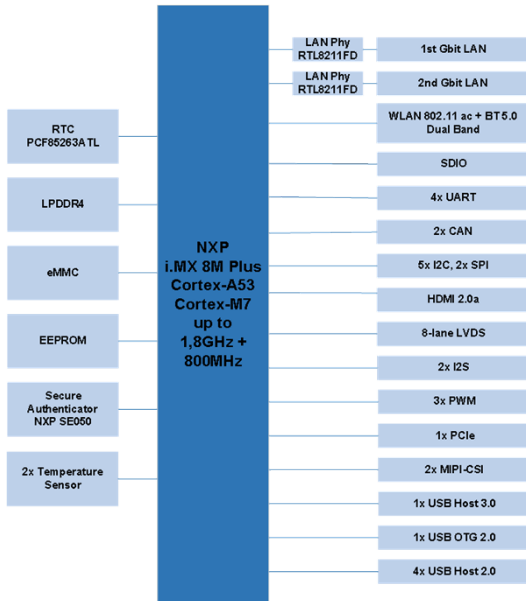 RTC
PCF85263ATL
LPDDR4
eMMC
EEPROM
Secure
Authenticator
NXP SE050
2x Temperature
Sensor
NXP
i.MX 8M Plus
Cortex-A53
Cortex-M7
up to
1,8GHz +
800MHz
LAN Phy
RTL8211FD
1st Gbit LAN
LAN Phy
RTL8211FD
2nd Gbit LAN
WLAN 802.11 ac + BT 5.0
Dual Band
SDIO
4x UART
2x CAN
5x I2C, 2x SPI
HDMI 2.0a
8-lane LVDS
2x I2S
3x PWM
1x PCIe
2x MIPI-CSI
1x USB Host 3.0
1x USB OTG 2.0
4x USB Host 2.0